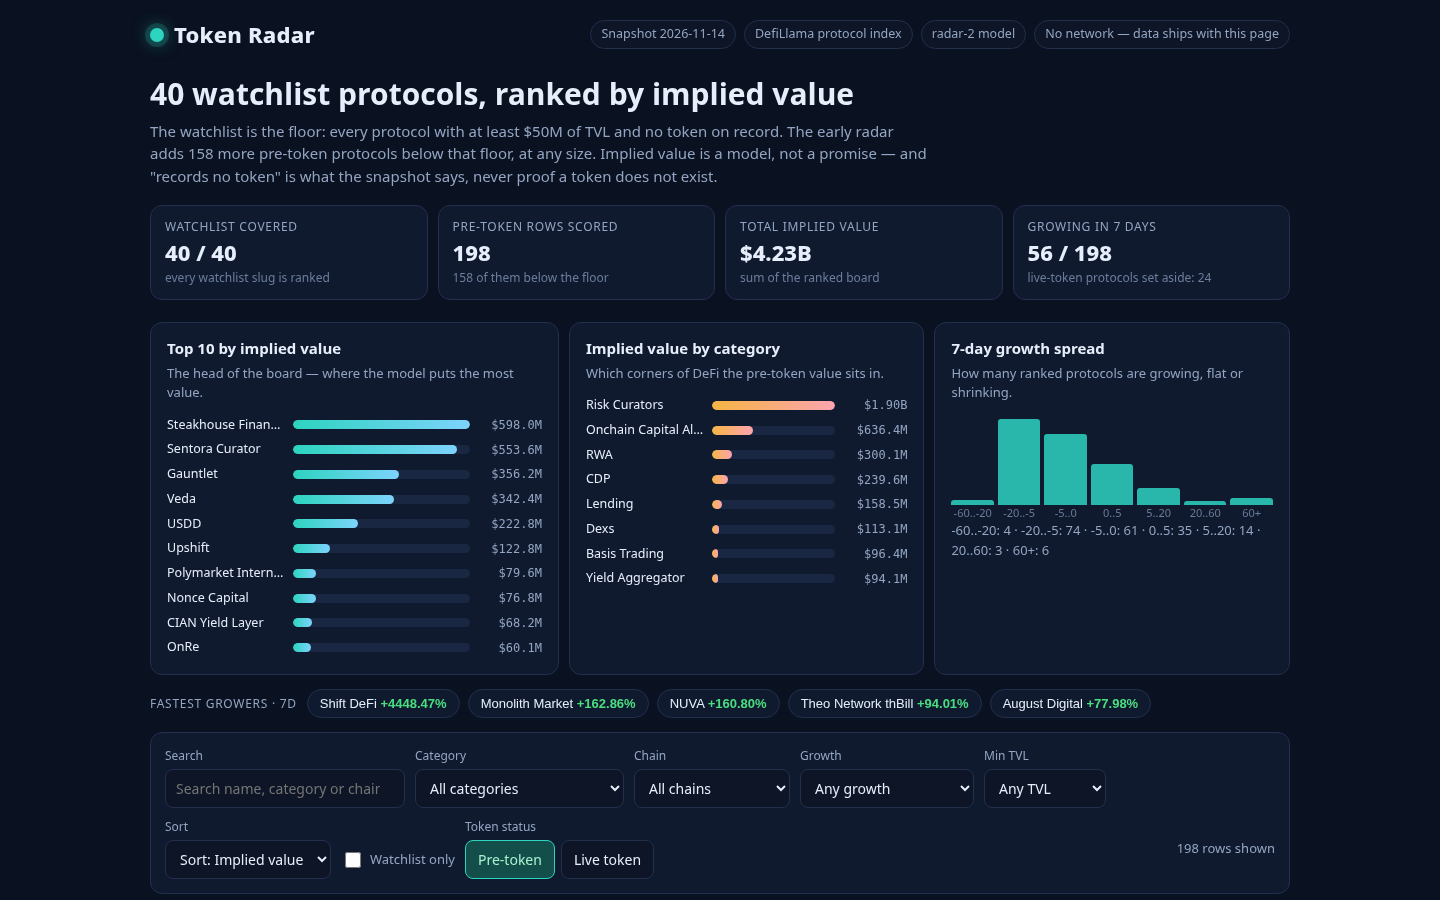 Token Radar
Snapshot 2026-11-14
DefiLlama protocol index
radar-2 model
No network — data ships with this page
40 watchlist protocols, ranked by implied value
The watchlist is the floor: every protocol with at least $50M of TVL and no token on record. The early radar
adds 158 more pre-token protocols below that floor, at any size. Implied value is a model, not a promise — and
"records no token" is what the snapshot says, never proof a token does not exist.
WATCHLIST COVERED
40 / 40
every watchlist slug is ranked
PRE-TOKEN ROWS SCORED
198
158 of them below the floor
TOTAL IMPLIED VALUE
$4.23B
sum of the ranked board
GROWING IN 7 DAYS
56 / 198
live-token protocols set aside: 24
Top 10 by implied value
The head of the board — where the model puts the most
value.
Steakhouse Finan... $598.0M
Sentora Curator $553.6M
Gauntlet $356.2M
Veda $342.4M
USDD $222.8M
Upshift $122.8M
Polymarket Intern... $79.6M
Nonce Capital $76.8M
CIAN Yield Layer $68.2M
OnRe $60.1M
Implied value by category
Which corners of DeFi the pre-token value sits in.
Risk Curators $1.90B
Onchain Capital Al... $636.4M
RWA $300.1M
CDP $239.6M
Lending $158.5M
Dexs $113.1M
Basis Trading $96.4M
Yield Aggregator $94.1M
7-day growth spread
How many ranked protocols are growing, flat or
shrinking.
-60..-20 -20..-5 -5..0 0..5 5..20 20..60 60+
-60..-20: 4 · -20..-5: 74 · -5..0: 61 · 0..5: 35 · 5..20: 14 ·
20..60: 3 · 60+: 6
FASTEST GROWERS · 7D
Shift DeFi +4448.47%
Monolith Market +162.86%
NUVA +160.80%
Theo Network thBill +94.01%
August Digital +77.98%
Search
Search name, category or chair
Category
All categories
Chain
All chains
Growth
Any growth
Min TVL
Any TVL
Sort
Sort: Implied value
Watchlist only
Token status
Pre-token
Live token
198 rows shown